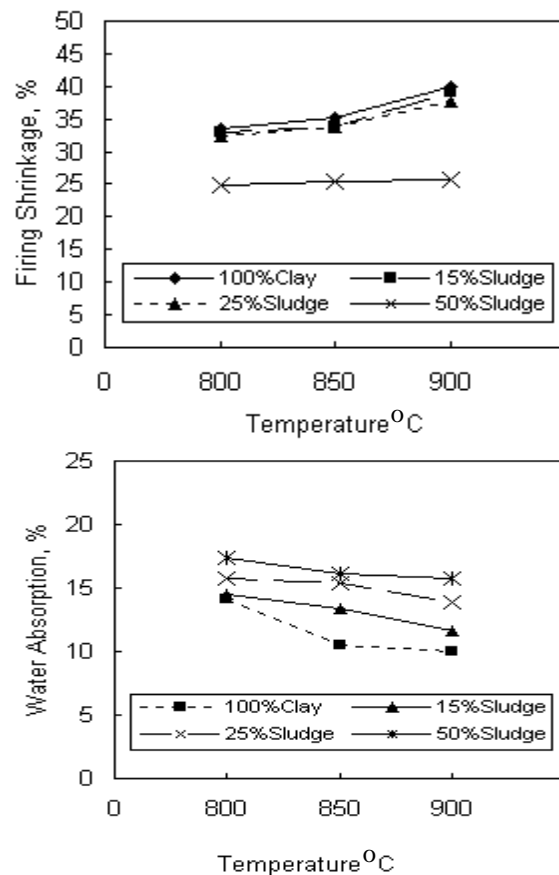 50
45
40
35
30
25
20
15
10
5
0
Firing Shrinkage, %
100%Clay 15%Sludge
25%Sludge 50%Sludge
0 800 850 900
Temperature°C
25
20
15
10
5
0
Water Absorption, %
100%Clay 15%Sludge
25%Sludge 50%Sludge
0 800 850 900
Temperature°C